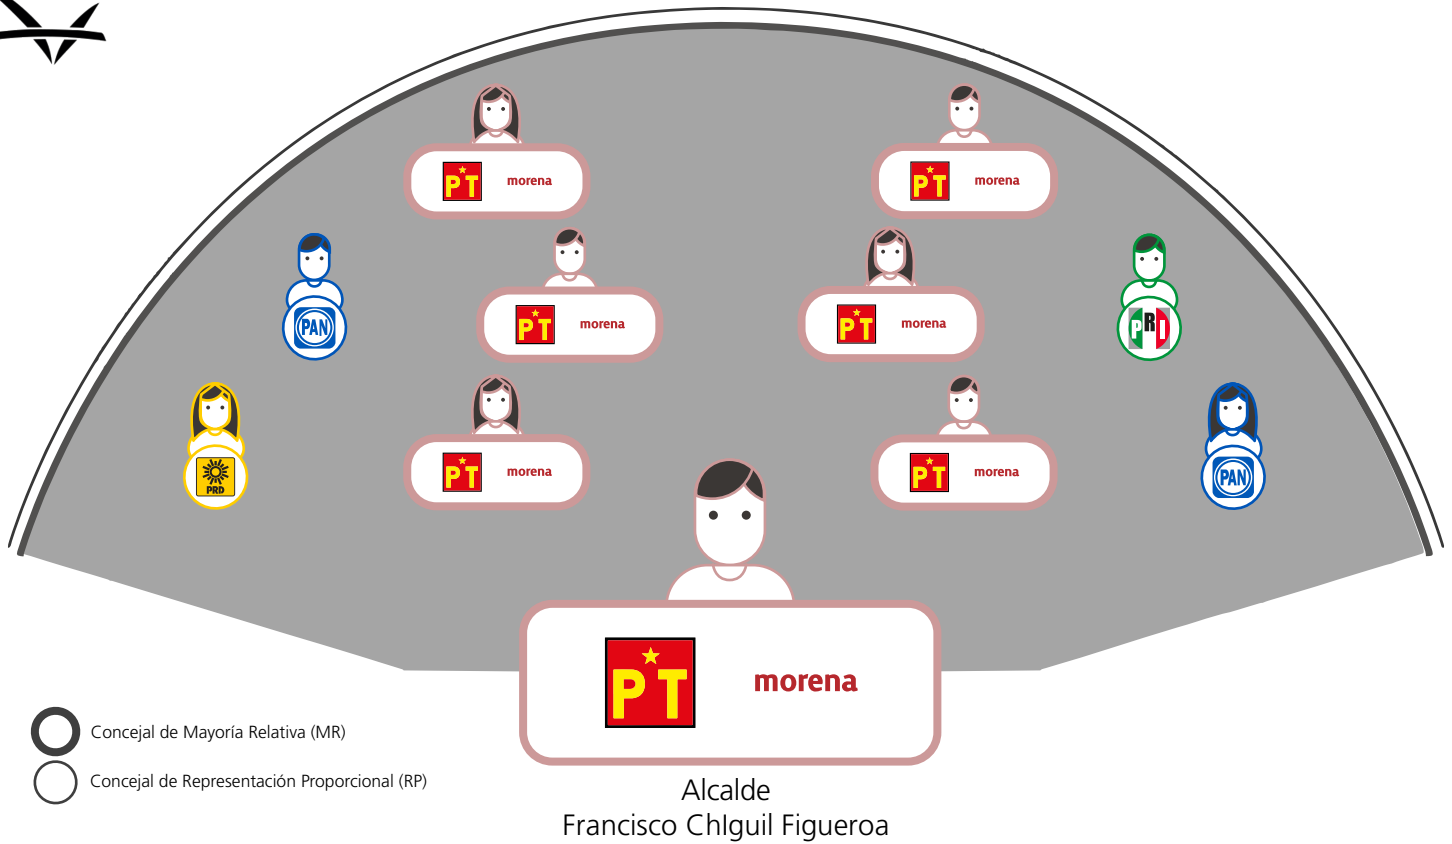 PT morena
PT morena
PAN
PT morena
PT morena
PRI
PRD
PT morena
PT morena
PAN
PT morena
Concejal de Mayoría Relativa (MR)
Concejal de Representación Proporcional (RP)
Alcalde
Francisco ChIguil Figueroa